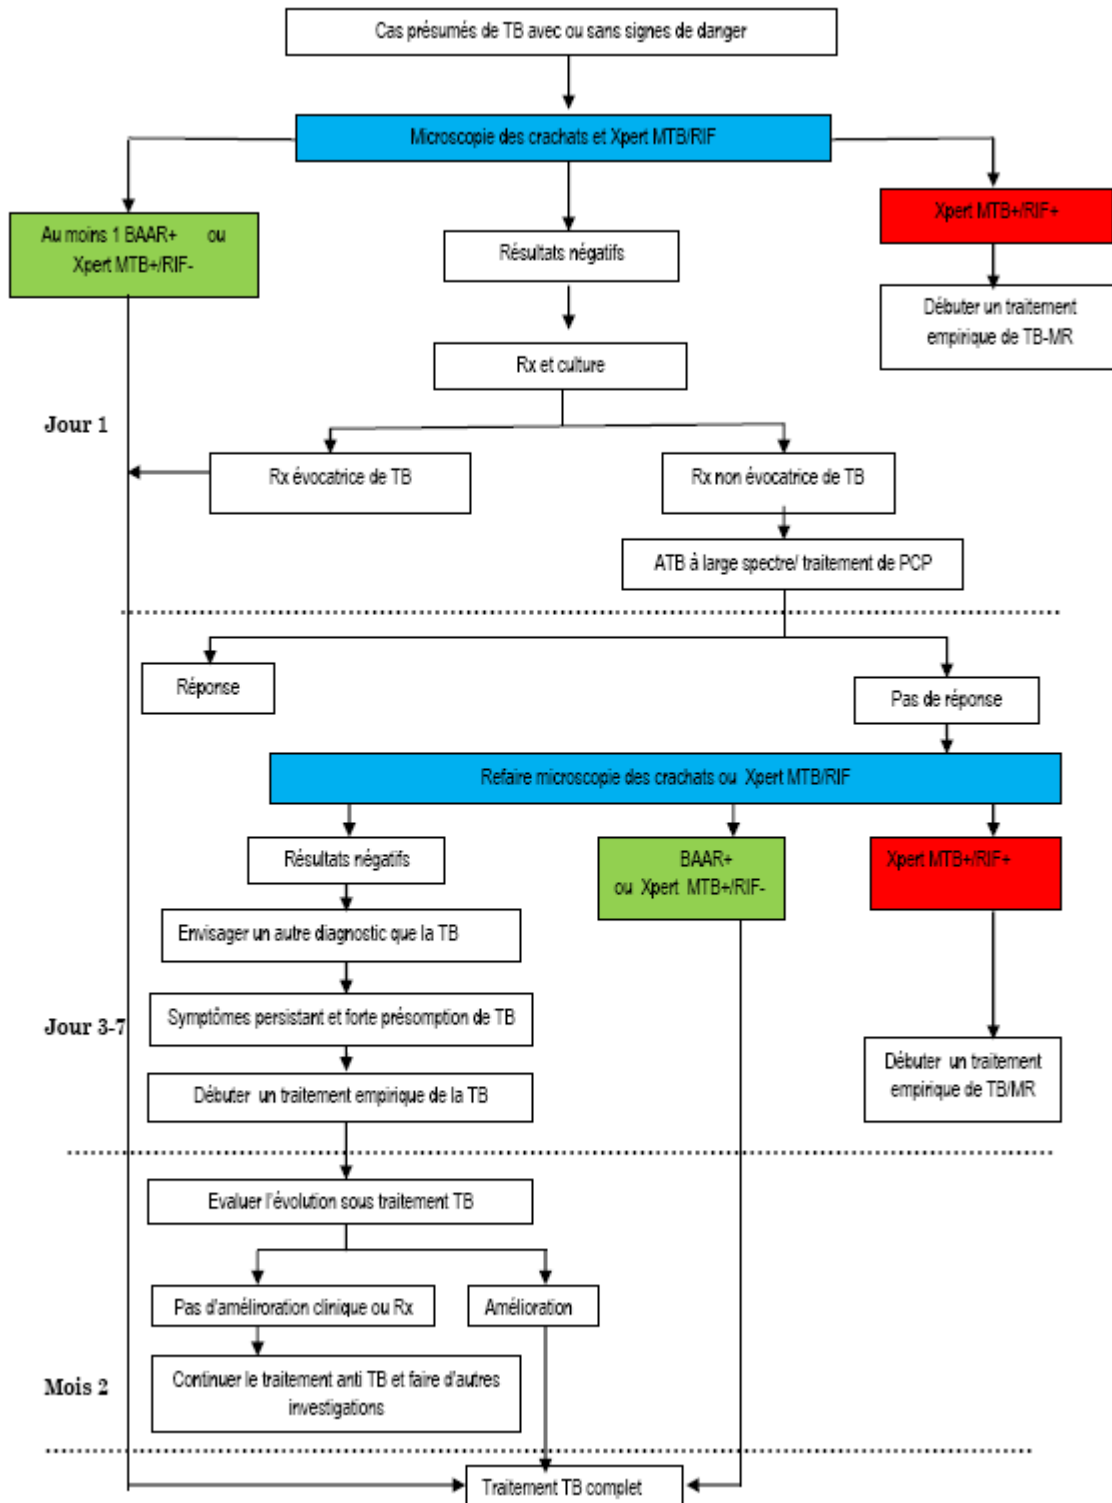 Cas présumés de TB avec ou sans signes de danger
Microscopie des crachats et Xpert MTB/RIF
Au moins 1 BAAR+ ou
Xpert MTB+/RIF-
Résultats négatifs
Xpert MTB+/RIF+
Débuter un traitement
empirique de TB-MR
Rx et culture
Jour 1
Rx évocatrice de TB
Rx non évocatrice de TB
ATB à large spectre/ traitement de PCP
Réponse
Pas de réponse
Refaire microscopie des crachats ou Xpert MTB/RIF
Résultats négatifs
BAAR+
ou Xpert MTB+/RIF-
Xpert MTB+/RIF+
Envisager un autre diagnostic que la TB
Symptômes persistant et forte présomption de TB
Jour 3-7
Débuter un traitement empirique de la TB
Débuter un traitement
empirique de TB/MR
Evaluer l'évolution sous traitement TB
Pas d'améliroration clinique ou Rx
Amélioration
Continuer le traitement anti TB et faire d'autres
investigations
Mois 2
Traitement TB complet